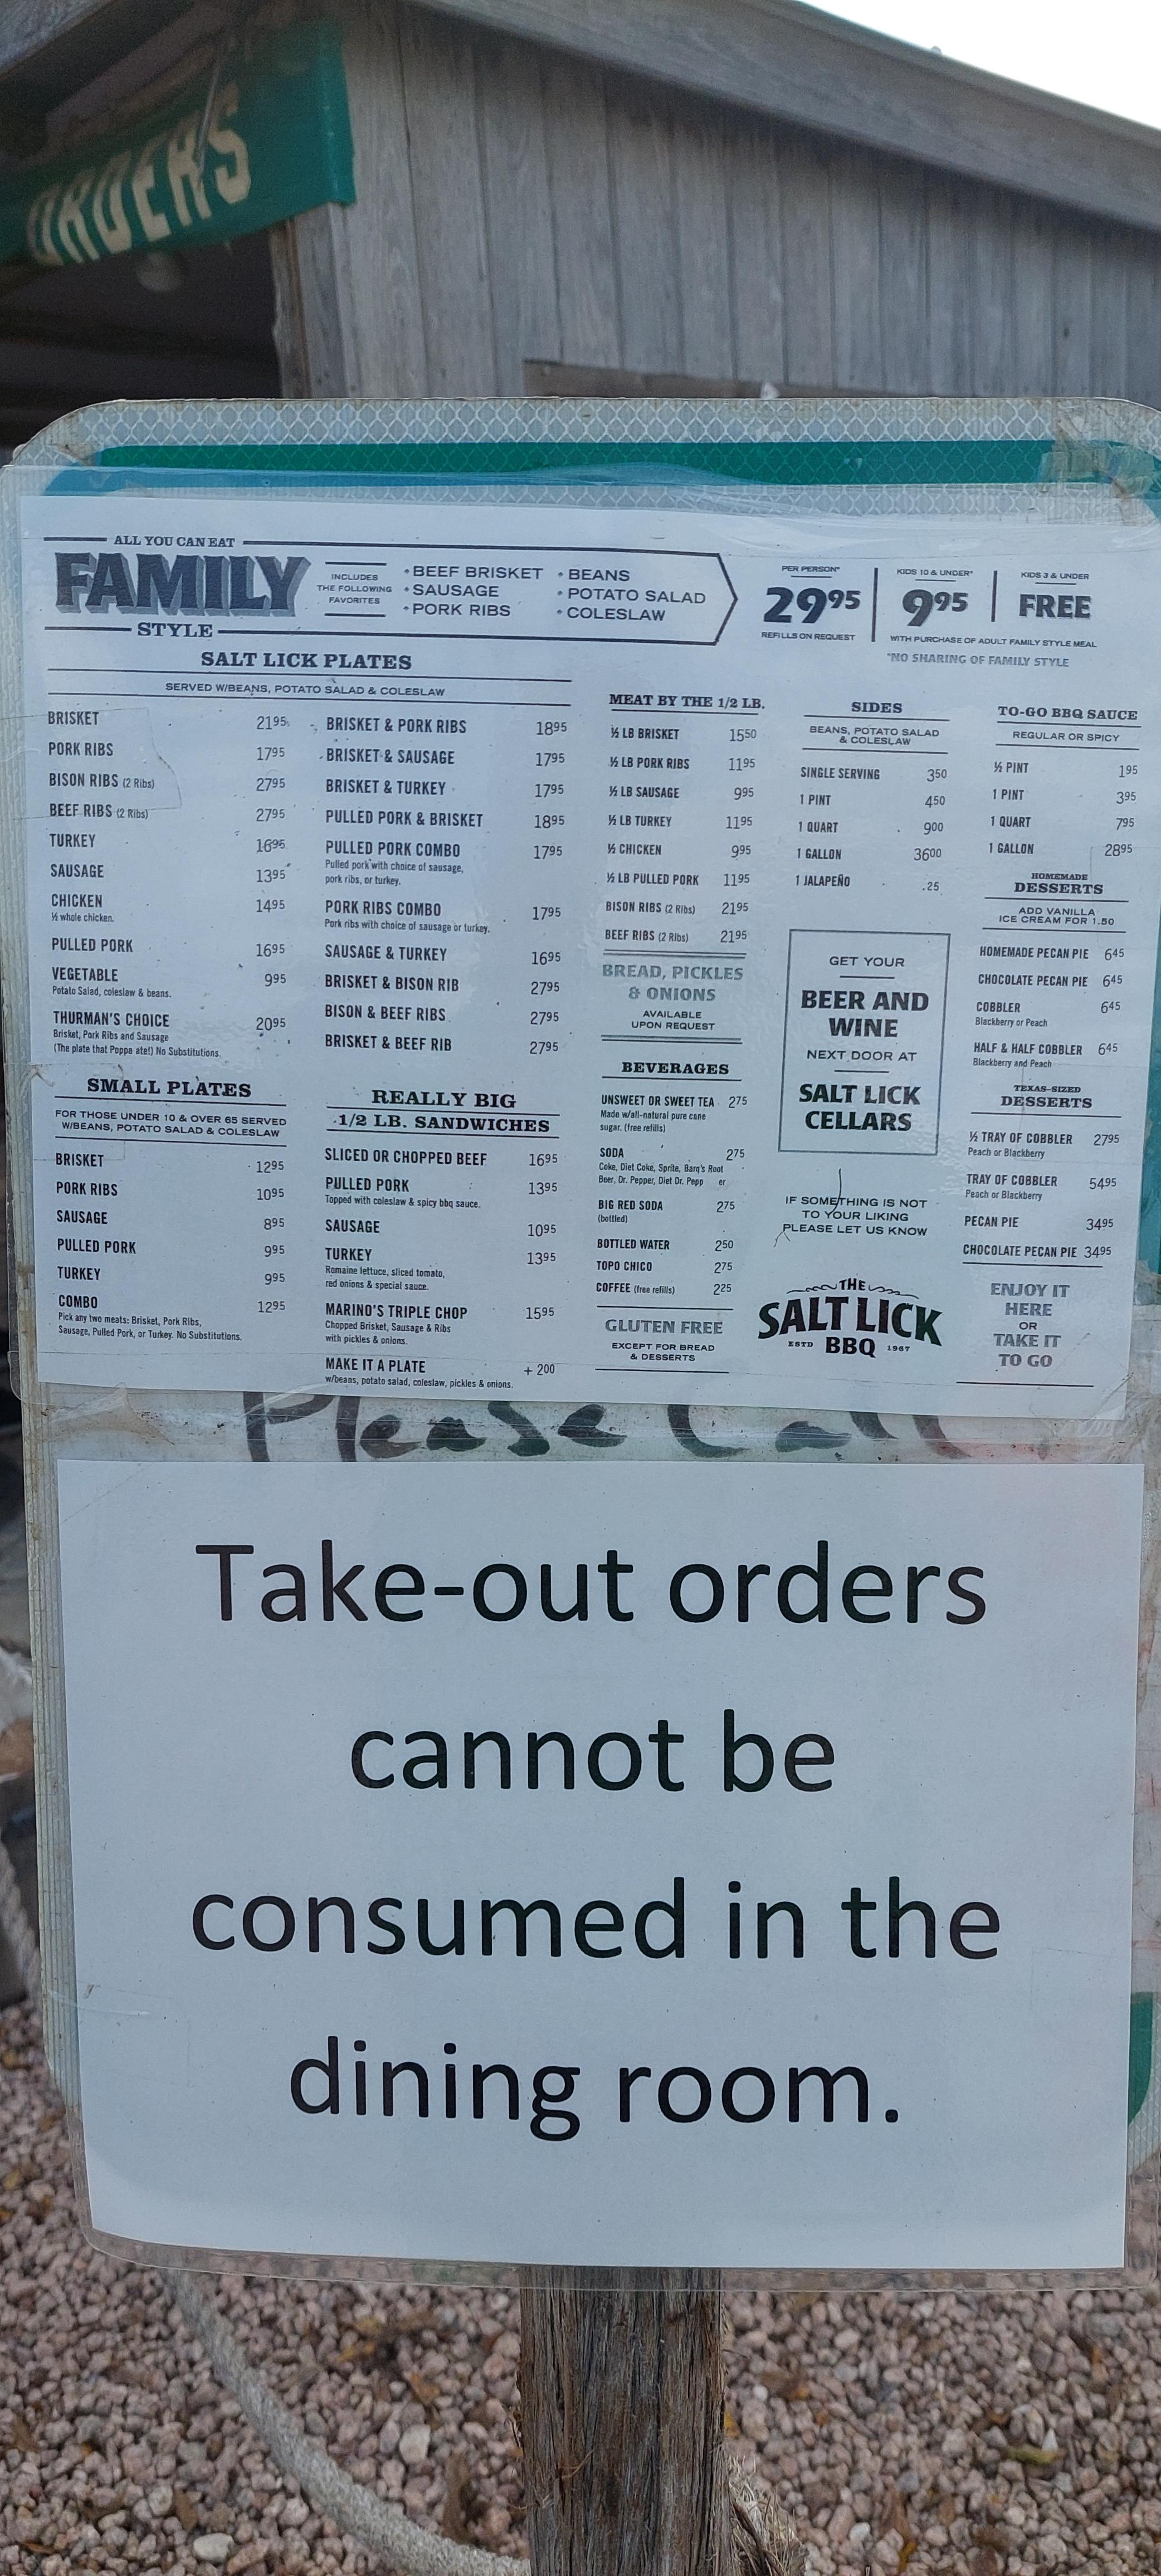 ORDERS
ALL YOU CAN EAT
FAMILY
STYLE
INCLUDES
THE FOLLOWING
FAVORITES
• BEEF BRISKET
• SAUSAGE
• PORK RIBS
• BEANS
• POTATO SALAD
• COLESLAW
PER PERSON*
29.95
REFILLS ON REQUEST
KIDS 10 & UNDER*
9.95
KIDS 3 & UNDER
FREE
WITH PURCHASE OF ADULT FAMILY STYLE MEAL
*NO SHARING OF FAMILY STYLE
SALT LICK PLATES
SERVED W/BEANS, POTATO SALAD & COLESLAW
BRISKET 21.95
PORK RIBS 17.95
BISON RIBS (2 Ribs) 27.95
BEEF RIBS (2 Ribs) 27.95
TURKEY 16.95
SAUSAGE 13.95
CHICKEN 14.95
½ whole chicken.
PULLED PORK 16.95
VEGETABLE 9.95
Potato Salad, coleslaw & beans.
THURMAN'S CHOICE 20.95
Brisket, Pork Ribs and Sausage
(The plate that Poppa ate!) No Substitutions.
BRISKET & PORK RIBS 18.95
BRISKET & SAUSAGE 17.95
BRISKET & TURKEY 17.95
PULLED PORK & BRISKET 18.95
PULLED PORK COMBO 17.95
Pulled pork with choice of sausage,
pork ribs, or turkey.
PORK RIBS COMBO 17.95
Pork ribs with choice of sausage or turkey.
SAUSAGE & TURKEY 16.95
BRISKET & BISON RIB 27.95
BISON & BEEF RIBS 27.95
BRISKET & BEEF RIB 27.95
SMALL PLATES
FOR THOSE UNDER 10 & OVER 65 SERVED
W/BEANS, POTATO SALAD & COLESLAW
BRISKET 12.95
PORK RIBS 10.95
SAUSAGE 8.95
PULLED PORK 9.95
TURKEY 9.95
COMBO 12.95
Pick any two meats: Brisket, Pork Ribs,
Sausage, Pulled Pork, or Turkey. No Substitutions.
REALLY BIG
1/2 LB. SANDWICHES
SLICED OR CHOPPED BEEF 16.95
PULLED PORK 13.95
Topped with coleslaw & spicy bbq sauce.
SAUSAGE 10.95
TURKEY 13.95
Romaine lettuce, sliced tomato,
red onions & special sauce.
MARINO'S TRIPLE CHOP 15.95
Chopped Brisket, Sausage & Ribs
with pickles & onions.
MAKE IT A PLATE + 2.00
w/beans, potato salad, coleslaw, pickles & onions.
MEAT BY THE 1/2 LB.
½ LB BRISKET 15.50
½ LB PORK RIBS 11.95
½ LB SAUSAGE 9.95
½ LB TURKEY 11.95
½ CHICKEN 9.95
½ LB PULLED PORK 11.95
BISON RIBS (2 Ribs) 21.95
BEEF RIBS (2 Ribs) 21.95
BREAD, PICKLES
& ONIONS
AVAILABLE
UPON REQUEST
BEVERAGES
UNSWEET OR SWEET TEA 2.75
Made w/all-natural pure cane
sugar. (free refills)
SODA 2.75
Coke, Diet Coke, Sprite, Barq's Root
Beer, Dr. Pepper, Diet Dr. Pepp er
BIG RED SODA 2.75
(bottled)
BOTTLED WATER 2.50
TOPO CHICO 2.75
COFFEE (free refills) 2.25
GLUTEN FREE
EXCEPT FOR BREAD
& DESSERTS
SIDES
BEANS, POTATO SALAD
& COLESLAW
SINGLE SERVING 3.50
1 PINT 4.50
1 QUART 9.00
1 GALLON 36.00
1 JALAPEÑO .25
GET YOUR
BEER AND
WINE
NEXT DOOR AT
SALT LICK
CELLARS
IF SOMETHING IS NOT
TO YOUR LIKING
PLEASE LET US KNOW
THE
SALT LICK
ESTD BBQ 1967
TO-GO BBQ SAUCE
REGULAR OR SPICY
½ PINT 1.95
1 PINT 3.95
1 QUART 7.95
1 GALLON 28.95
HOMEMADE
DESSERTS
ADD VANILLA
ICE CREAM FOR 1.50
HOMEMADE PECAN PIE 6.45
CHOCOLATE PECAN PIE 6.45
COBBLER 6.45
Blackberry or Peach
HALF & HALF COBBLER 6.45
Blackberry and Peach
TEXAS-SIZED
DESSERTS
½ TRAY OF COBBLER 27.95
Peach or Blackberry
TRAY OF COBBLER 54.95
Peach or Blackberry
PECAN PIE 34.95
CHOCOLATE PECAN PIE 34.95
ENJOY IT
HERE
OR
TAKE IT
TO GO
Please Call
Take-out orders
cannot be
consumed in the
dining room.